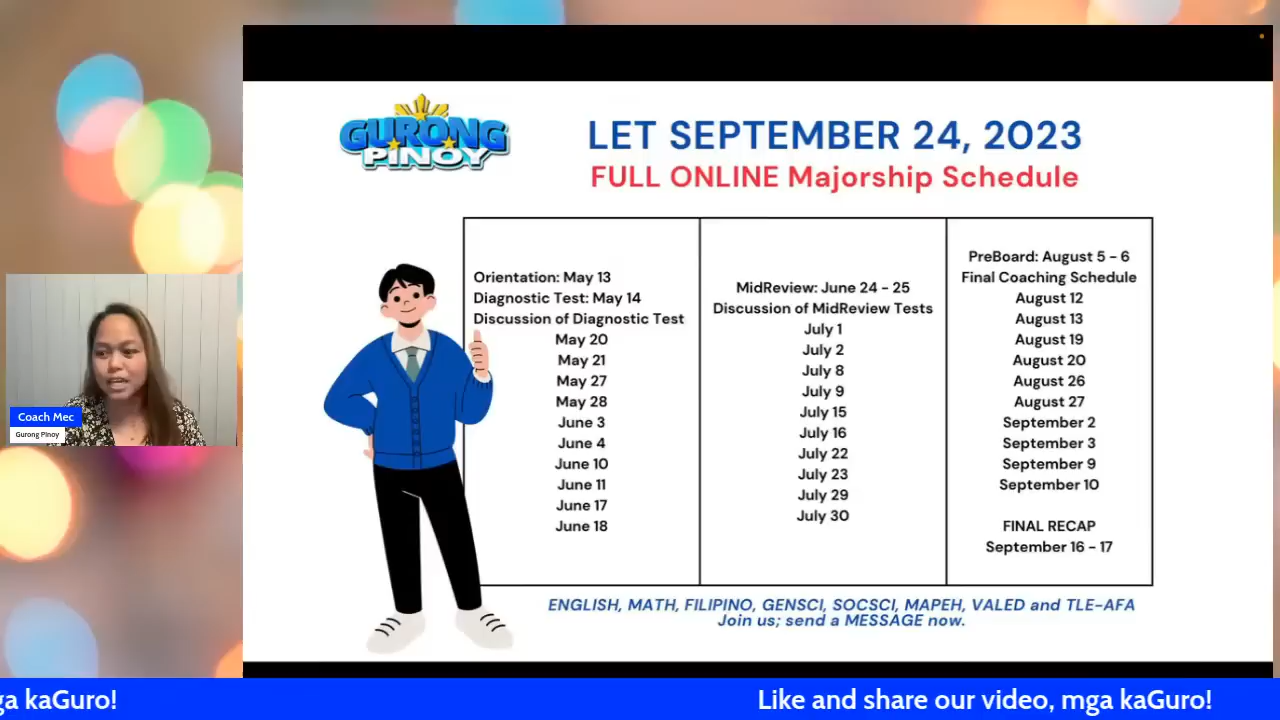 GURONG
PINOY
LET SEPTEMBER 24, 2023
FULL ONLINE Majorship Schedule
Orientation: May 13
Diagnostic Test: May 14
Discussion of Diagnostic Test
May 20
May 21
May 27
May 28
June 3
June 4
June 10
June 11
June 17
June 18
MidReview: June 24 - 25
Discussion of MidReview Tests
July 1
July 2
July 8
July 9
July 15
July 16
July 22
July 23
July 29
July 30
PreBoard: August 5 - 6
Final Coaching Schedule
August 12
August 13
August 19
August 20
August 26
August 27
September 2
September 3
September 9
September 10
FINAL RECAP
September 16 - 17
ENGLISH, MATH, FILIPINO, GENSCI, SOCSCI, MAPEH, VALED and TLE-AFA
Join us; send a MESSAGE now.
Coach Mec
Gurong Pinoy
ga kaGuro!
Like and share our video, mga kaGuro!